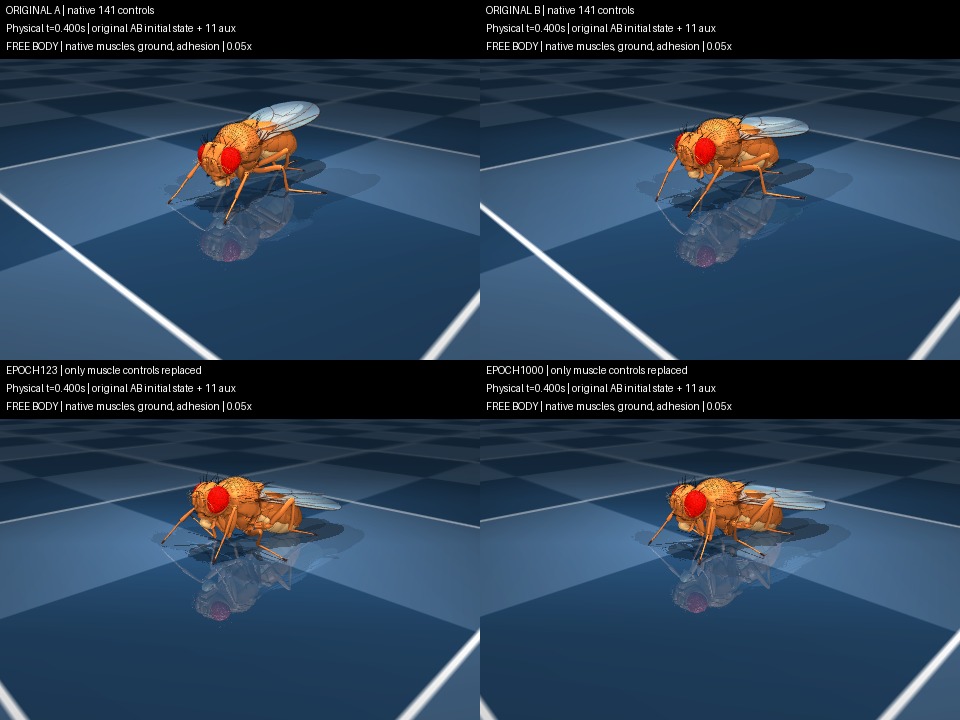 ORIGINAL A | native 141 controls
Physical t=0.400s | original AB initial state + 11 aux
FREE BODY | native muscles, ground, adhesion | 0.05x
ORIGINAL B | native 141 controls
Physical t=0.400s | original AB initial state + 11 aux
FREE BODY | native muscles, ground, adhesion | 0.05x
EPOCH123 | only muscle controls replaced
Physical t=0.400s | original AB initial state + 11 aux
FREE BODY | native muscles, ground, adhesion | 0.05x
EPOCH1000 | only muscle controls replaced
Physical t=0.400s | original AB initial state + 11 aux
FREE BODY | native muscles, ground, adhesion | 0.05x